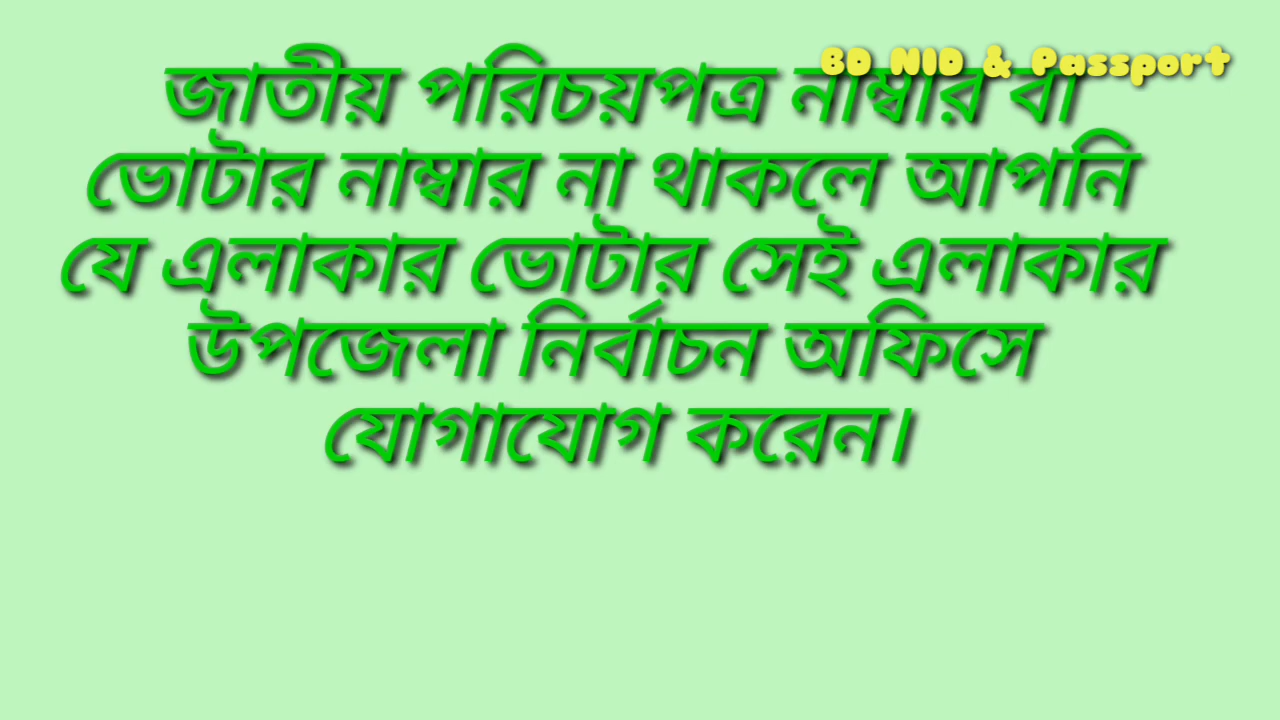 BD NID & Passport
জাতীয় পরিচয়পত্র নাম্বার বা
ভোটার নাম্বার না থাকলে আপনি
যে এলাকার ভোটার সেই এলাকার
উপজেলা নির্বাচন অফিসে
যোগাযোগ করেন।